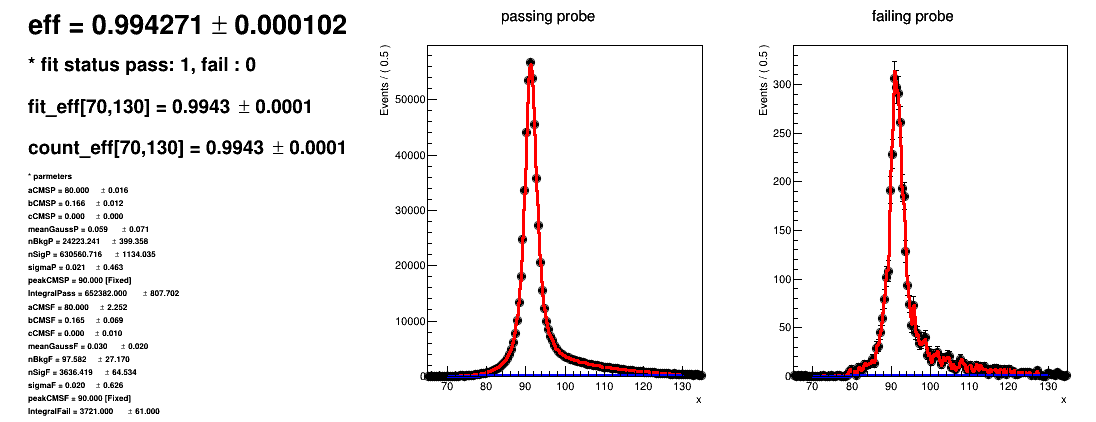 eff = 0.994271 ± 0.000102
* fit status pass: 1, fail : 0
fit_eff[70,130] = 0.9943 ± 0.0001
count_eff[70,130] = 0.9943 ± 0.0001
* parmeters
aCMSP = 80.000 ± 0.016
bCMSP = 0.166 ± 0.012
cCMSP = 0.000 ± 0.000
meanGaussP = 0.059 ± 0.071
nBkgP = 24223.241 ± 399.358
nSigP = 630560.716 ± 1134.035
sigmaP = 0.021 ± 0.463
peakCMSP = 90.000 [Fixed]
IntegralPass = 652382.000 ± 807.702
aCMSF = 80.000 ± 2.252
bCMSF = 0.165 ± 0.069
cCMSF = 0.000 ± 0.010
meanGaussF = 0.030 ± 0.020
nBkgF = 97.582 ± 27.170
nSigF = 3636.419 ± 64.534
sigmaF = 0.020 ± 0.626
peakCMSF = 90.000 [Fixed]
IntegralFail = 3721.000 ± 61.000
passing probe
Events / ( 0.5 )
50000
40000
30000
20000
10000
0
70 80 90 100 110 120 130
x
failing probe
Events / ( 0.5 )
300
250
200
150
100
50
0
70 80 90 100 110 120 130
x